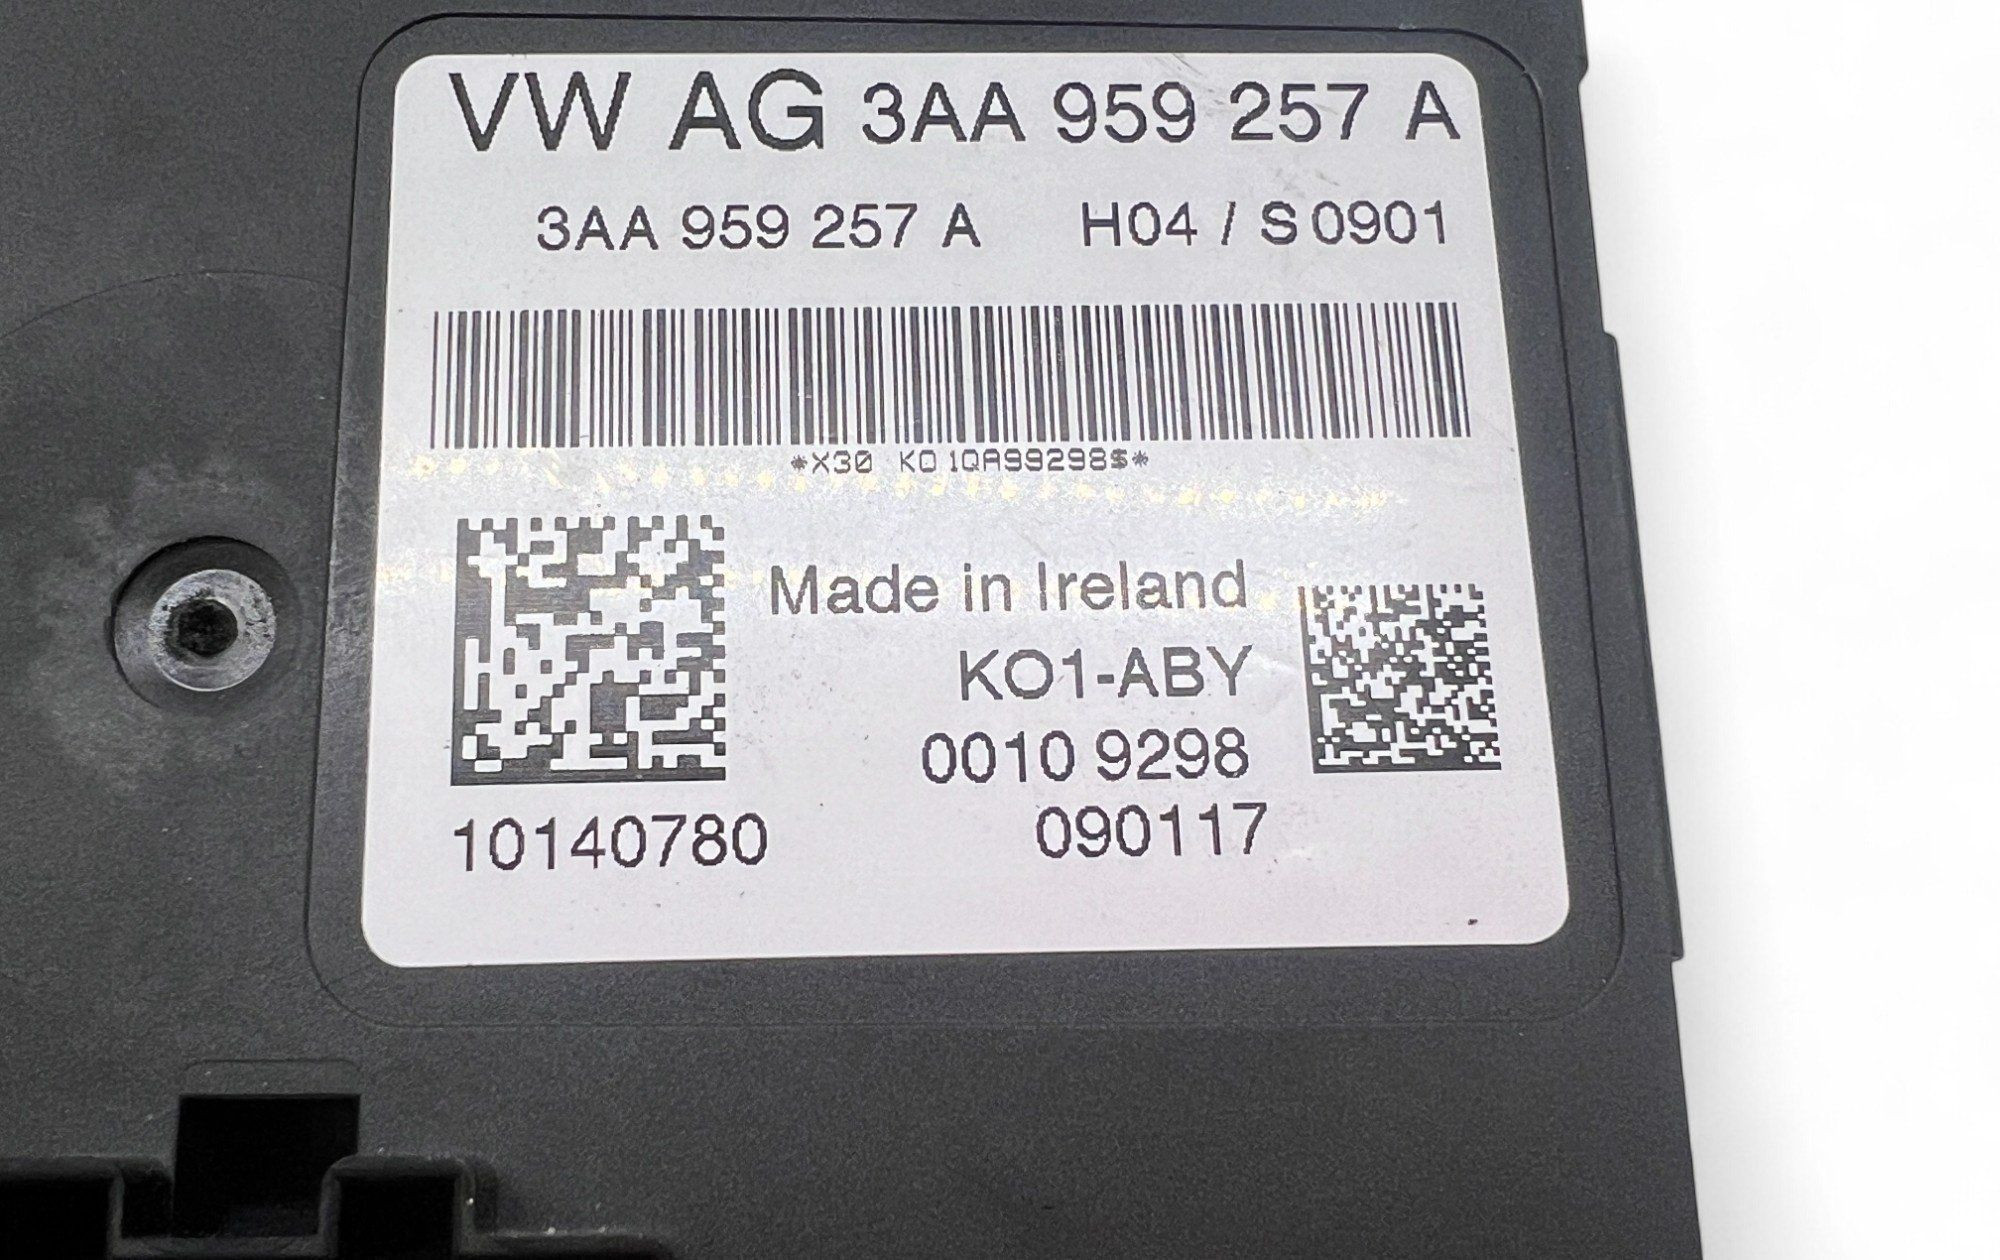 VW AG 3AA 959 257 A
3AA 959 257 A H04 / S 0901
*X30 KO1QA99298$*
Made in Ireland
KO1-ABY
0010 9298
10140780 090117